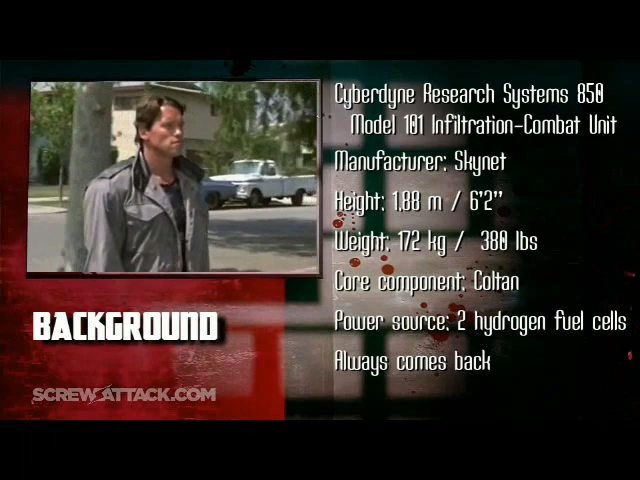 Cyberdyne Research Systems 850
Model 101 Infiltration-Combat Unit
Manufacturer: Skynet
Height: 1.88 m / 6'2"
Weight: 172 kg / 380 lbs
Core component: Coltan
Power source: 2 hydrogen fuel cells
Always comes back
BACKGROUND
SCREWATTACK.COM